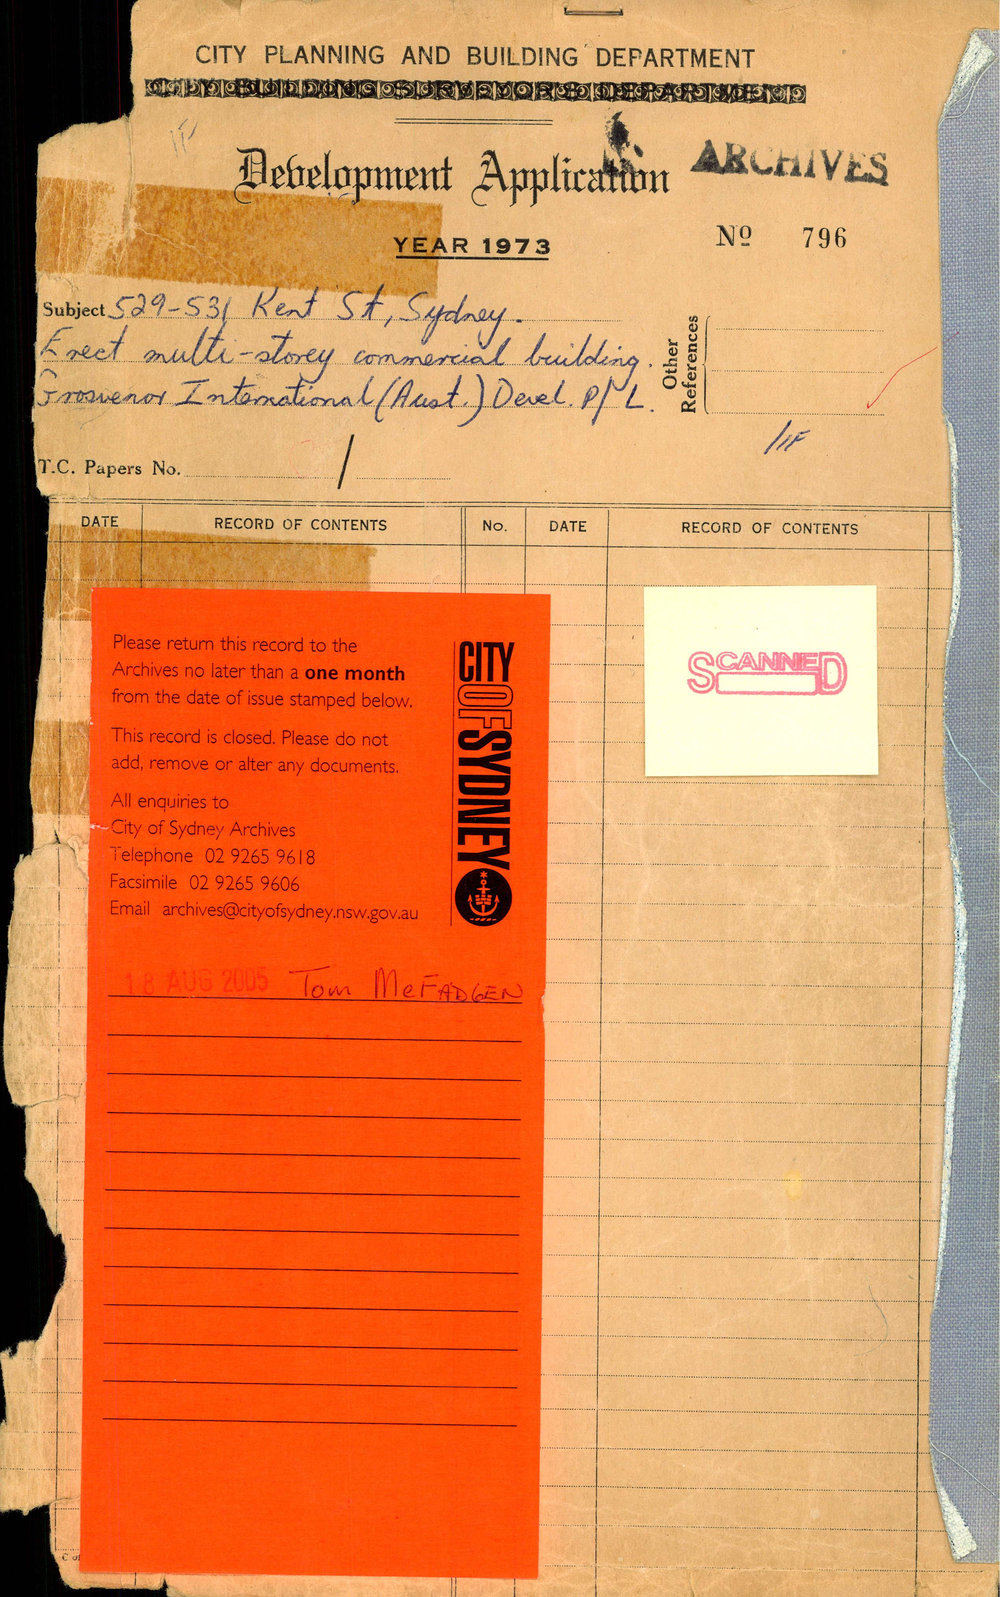 CITY PLANNING AND BUILDING DEPARTMENT
CITY BUILDING SURVEYOR'S DEPARTMENT
Development Application
ARCHIVES
YEAR 1973
Nº 796
Subject 529-531 Kent St, Sydney.
Erect multi-storey commercial building.
Grosvenor International (Aust.) Devel. P/L.
Other
References
/IF
T.C. Papers No. /
DATE RECORD OF CONTENTS No. DATE RECORD OF CONTENTS
Please return this record to the
Archives no later than a one month
from the date of issue stamped below.
This record is closed. Please do not
add, remove or alter any documents.
All enquiries to
City of Sydney Archives
Telephone 02 9265 9618
Facsimile 02 9265 9606
Email archives@cityofsydney.nsw.gov.au
CITY OF SYDNEY
18 AUG 2005 Tom McFADGEN
SCANNED